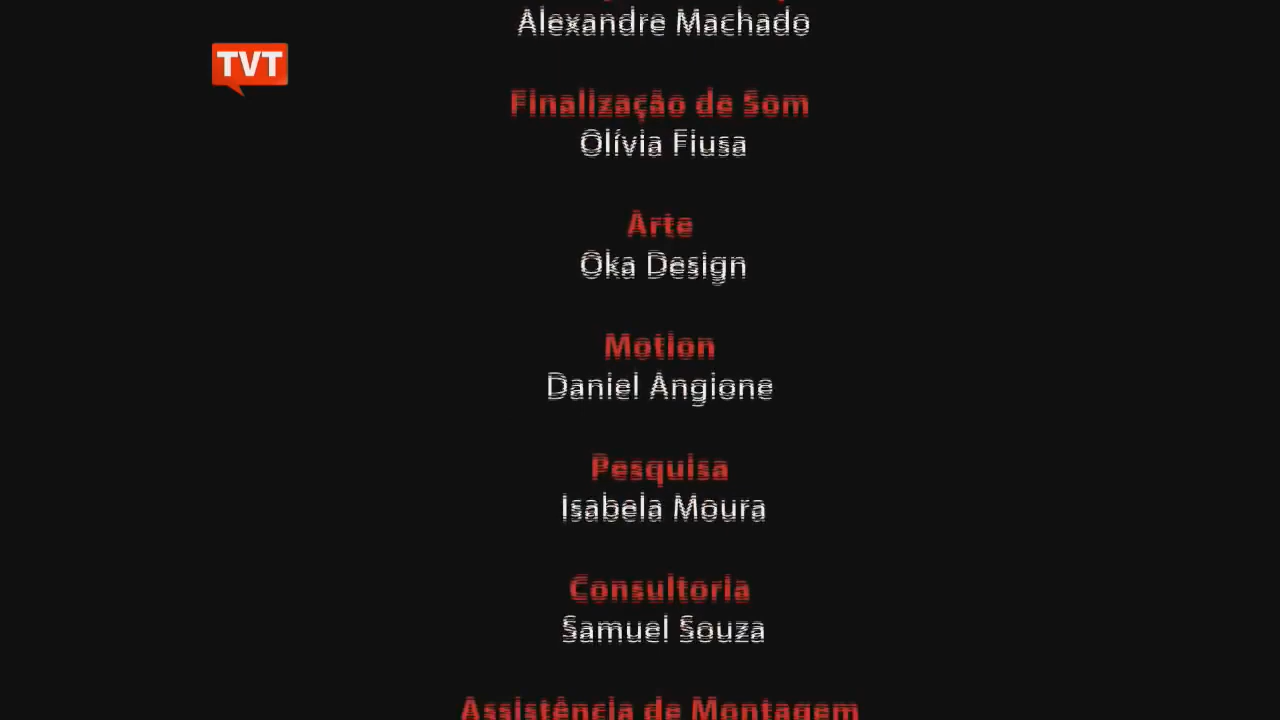 Alexandre Machado
TVT
Finalização de Som
Olívia Fiusa
Arte
Oka Design
Motion
Daniel Angione
Pesquisa
Isabela Moura
Consultoria
Samuel Souza
Assistência de Montagem